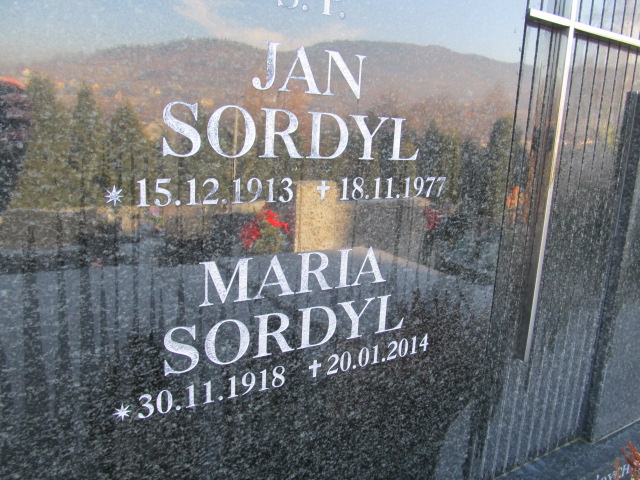 Ś. P.
JAN
SORDYL
* 15.12.1913 ✝ 18.11.1977
MARIA
SORDYL
* 30.11.1918 ✝ 20.01.2014